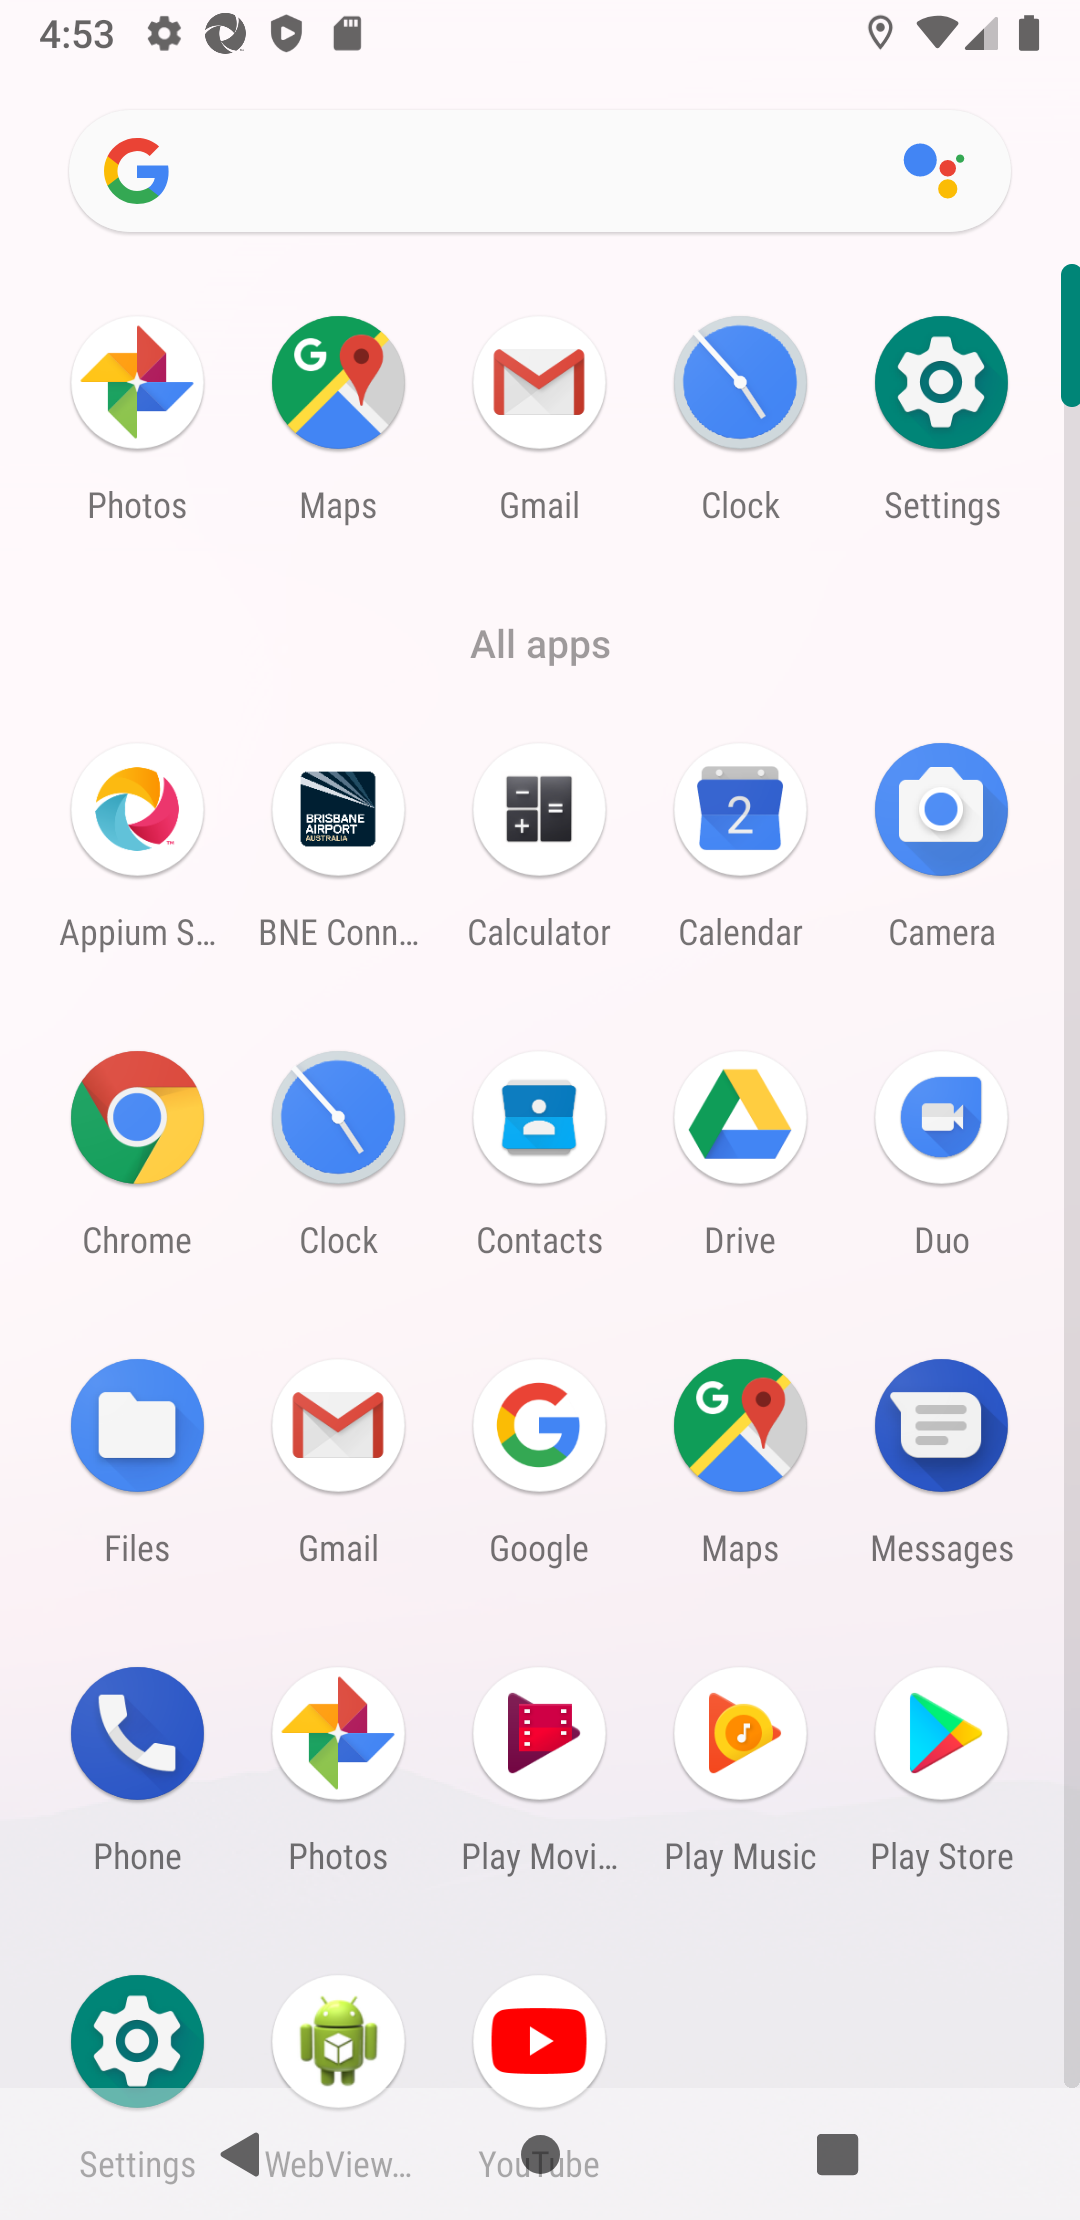 4:53
Photos Maps Gmail Clock Settings
All apps
BRISBANE
AIRPORT
AUSTRALIA
2
Appium S... BNE Conn... Calculator Calendar Camera
Chrome Clock Contacts Drive Duo
Files Gmail Google Maps Messages
Phone Photos Play Movi... Play Music Play Store
Settings WebView... YouTube